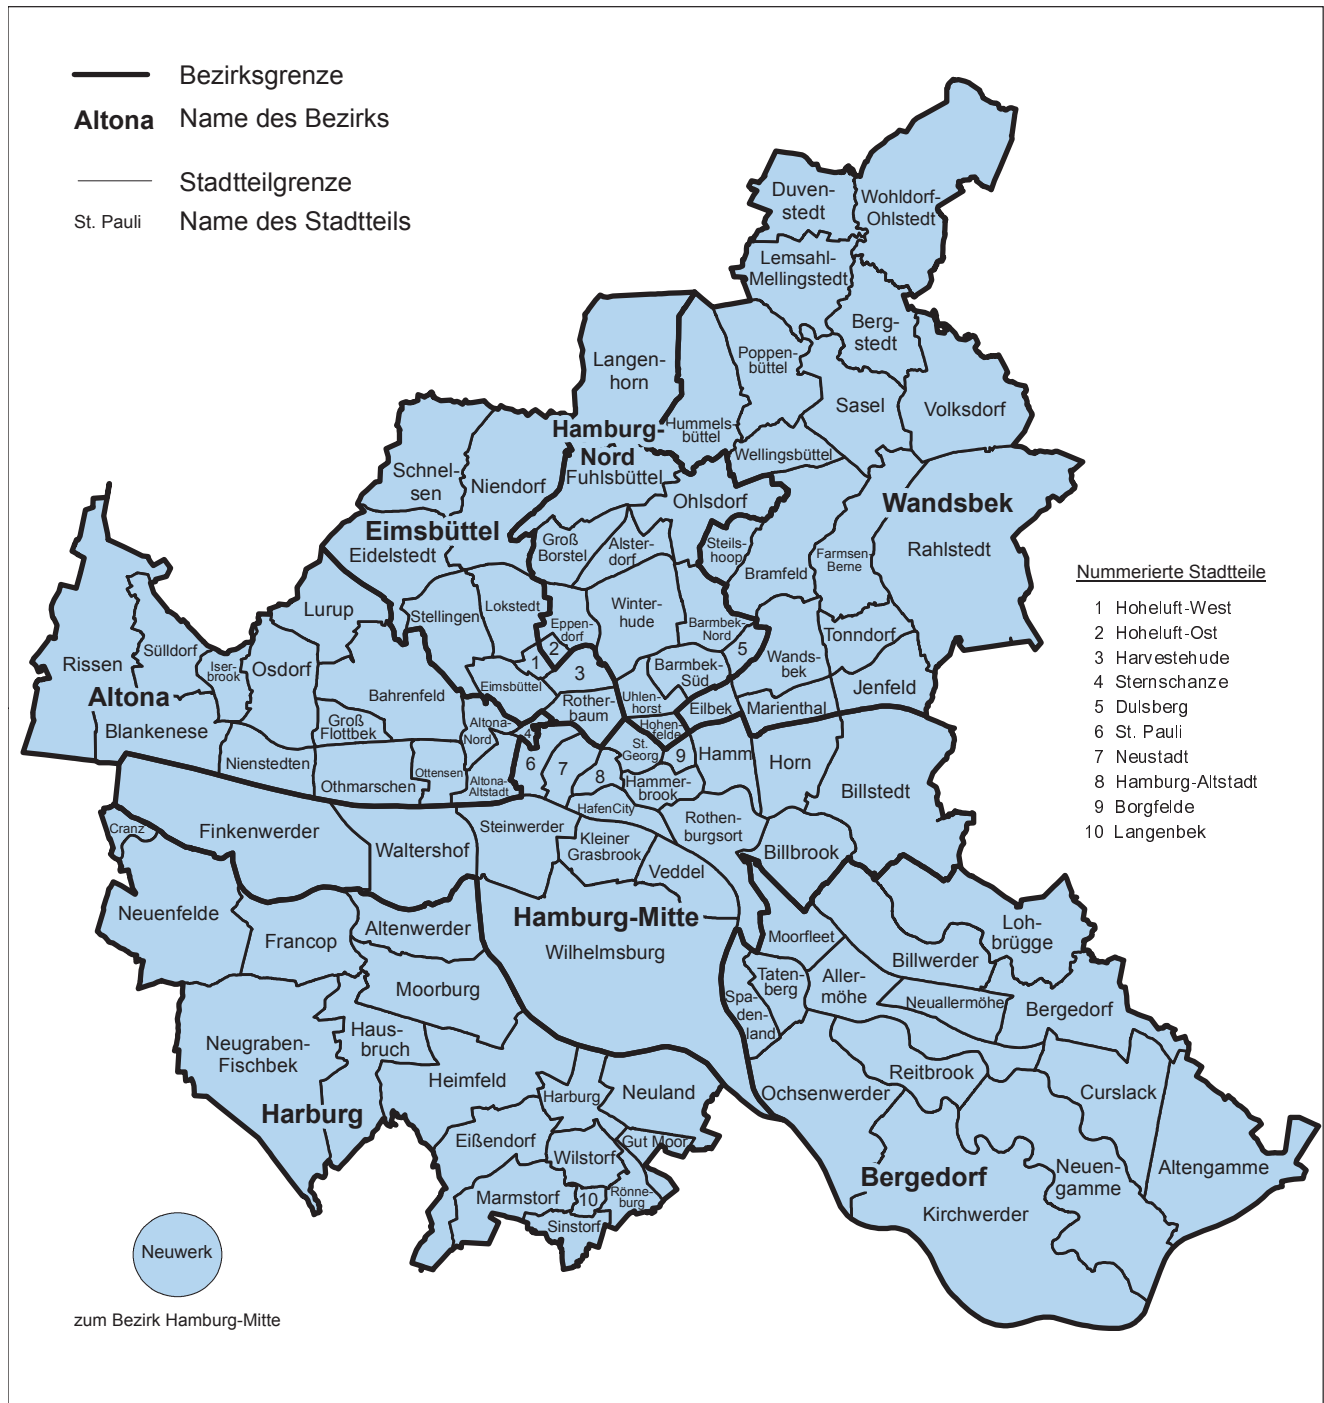 Bezirksgrenze
Altona Name des Bezirks
Stadtteilgrenze
St. Pauli Name des Stadtteils
Duven-
stedt
Wohldorf-
Ohlstedt
Lemsahl-
Mellingstedt
Berg-
stedt
Poppen-
büttel
Langen-
horn
Sasel
Volksdorf
Hummels-
büttel
Hamburg-
Nord
Wellingsbüttel
Schnel-
sen
Niendorf
Fuhlsbüttel
Ohlsdorf
Wandsbek
Eimsbüttel
Eidelstedt
Groß
Borstel
Alster-
dorf
Steils-
hoop
Bramfeld
Farmsen-
Berne
Rahlstedt
Lurup
Stellingen
Lokstedt
Eppen-
dorf
Winter-
hude
Barmbek-
Nord
5
Tonndorf
Rissen
Sülldorf
Iser-
brook
Osdorf
1
2
3
Barmbek-
Süd
Wands-
bek
Jenfeld
Altona
Bahrenfeld
Eimsbüttel
Rother-
baum
Uhlen-
horst
Eilbek
Marienthal
Blankenese
Groß
Flottbek
Altona-
Nord
4
Hohen-
felde
St.
Georg
9
Hamm
Horn
Nienstedten
Othmarschen
Ottensen
Altona-
Altstadt
6
7
8
Hammer-
brook
Billstedt
HafenCity
Cranz
Finkenwerder
Waltershof
Steinwerder
Kleiner
Grasbrook
Rothen-
burgsort
Billbrook
Veddel
Neuenfelde
Francop
Altenwerder
Hamburg-Mitte
Wilhelmsburg
Moorfleet
Loh-
brügge
Billwerder
Moorburg
Spa-
den-
land
Taten-
berg
Aller-
möhe
Neuallermöhe
Bergedorf
Neugraben-
Fischbek
Haus-
bruch
Heimfeld
Harburg
Neuland
Ochsenwerder
Reitbrook
Curslack
Harburg
Eißendorf
Wilstorf
Gut Moor
Neuen-
gamme
Altengamme
Bergedorf
Marmstorf
10
Rönne-
burg
Sinstorf
Kirchwerder
Neuwerk
zum Bezirk Hamburg-Mitte
Nummerierte Stadtteile
1 Hoheluft-West
2 Hoheluft-Ost
3 Harvestehude
4 Sternschanze
5 Dulsberg
6 St. Pauli
7 Neustadt
8 Hamburg-Altstadt
9 Borgfelde
10 Langenbek